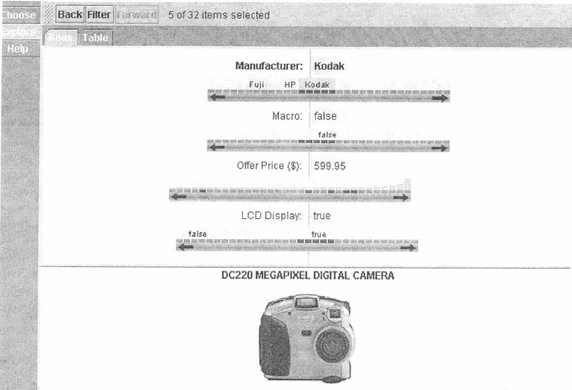 Choose Back Filter Forward 5 of 32 items selected
Explore Rods Table
Help
Manufacturer: Kodak
Fuji HP Kodak
Macro: false
false
Offer Price ($): 599.95
LCD Display: true
false true
DC220 MEGAPIXEL DIGITAL CAMERA